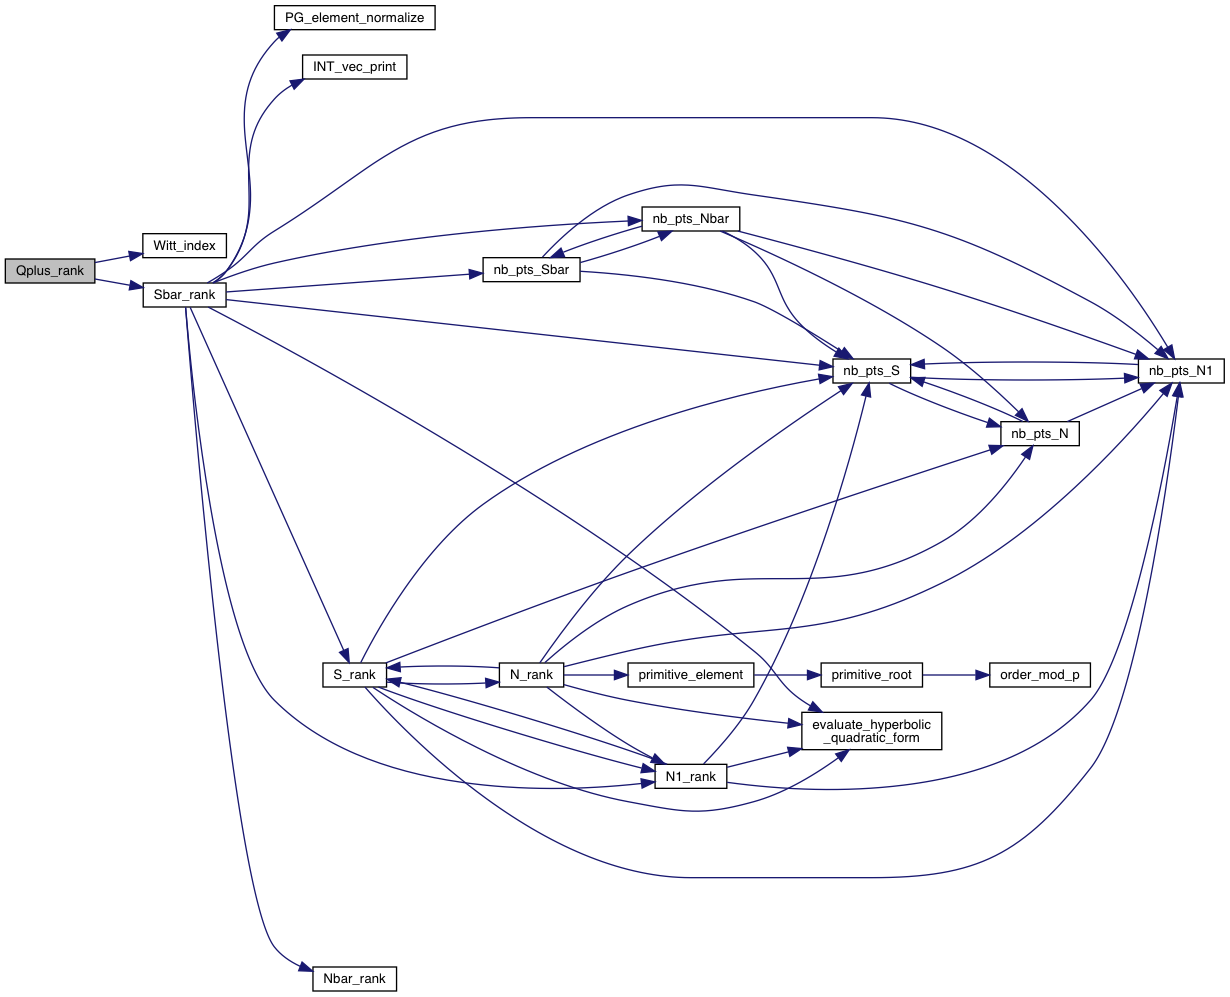 PG_element_normalize
INT_vec_print
nb_pts_Nbar
Witt_index
Qplus_rank
nb_pts_Sbar
Sbar_rank
nb_pts_S
nb_pts_N1
nb_pts_N
S_rank
N_rank
primitive_element
primitive_root
order_mod_p
evaluate_hyperbolic
_quadratic_form
N1_rank
Nbar_rank